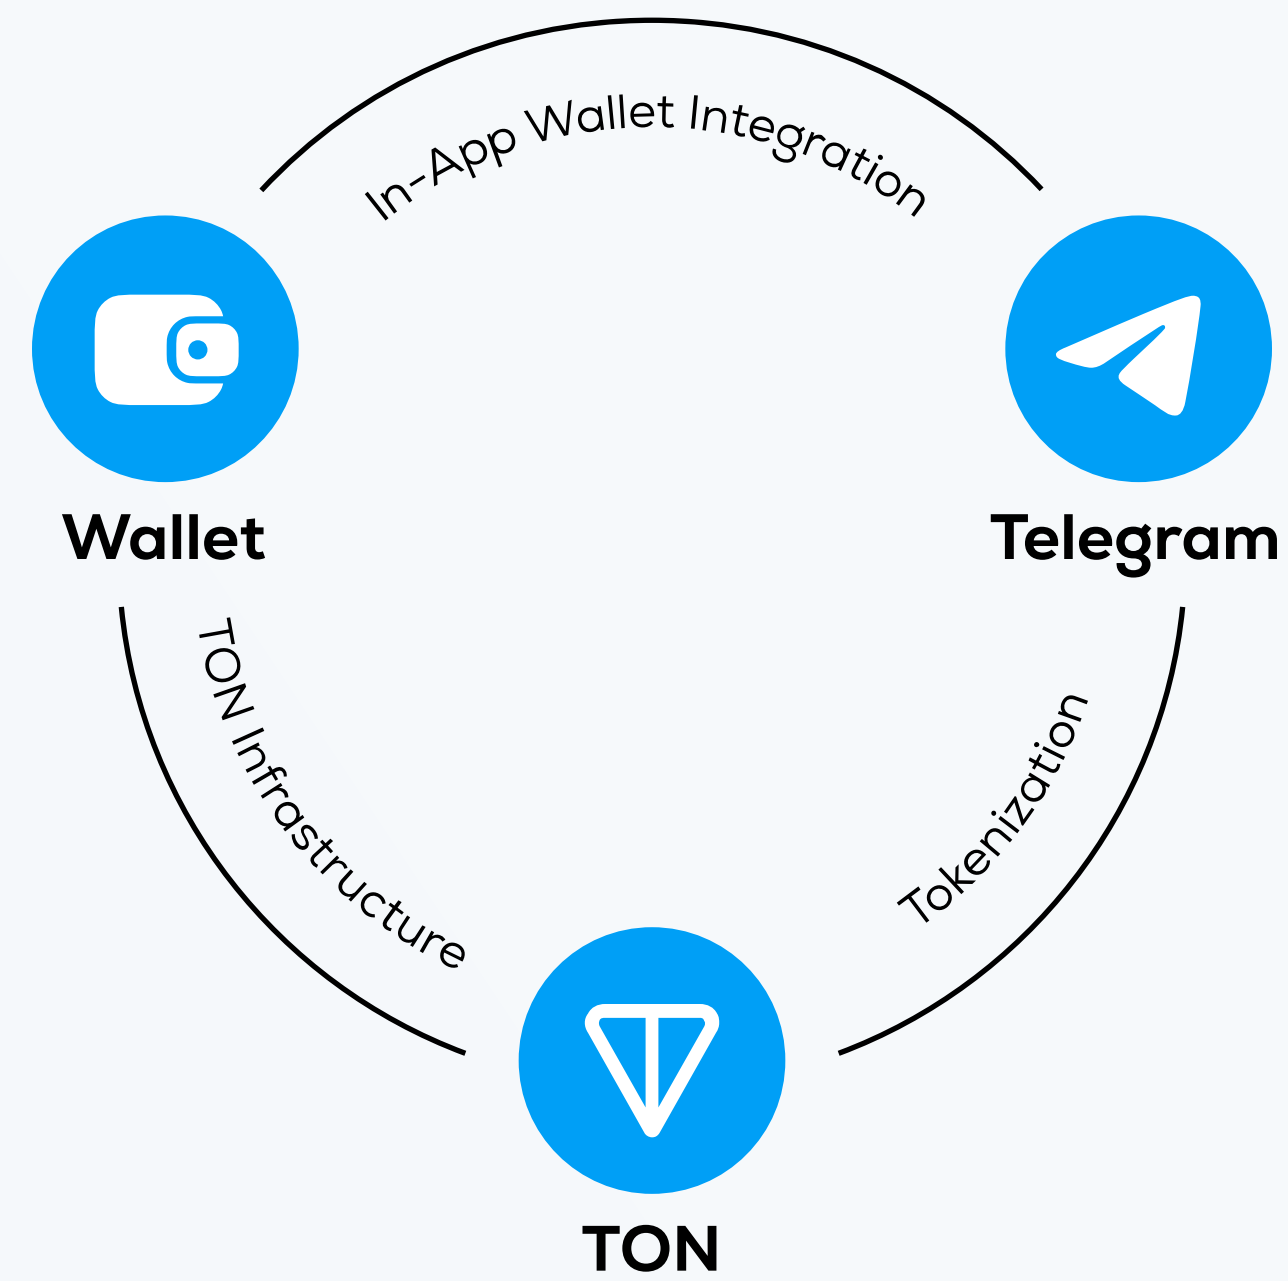 In-App Wallet Integration
Wallet
Telegram
TON Infrastructure
Tokenization
TON